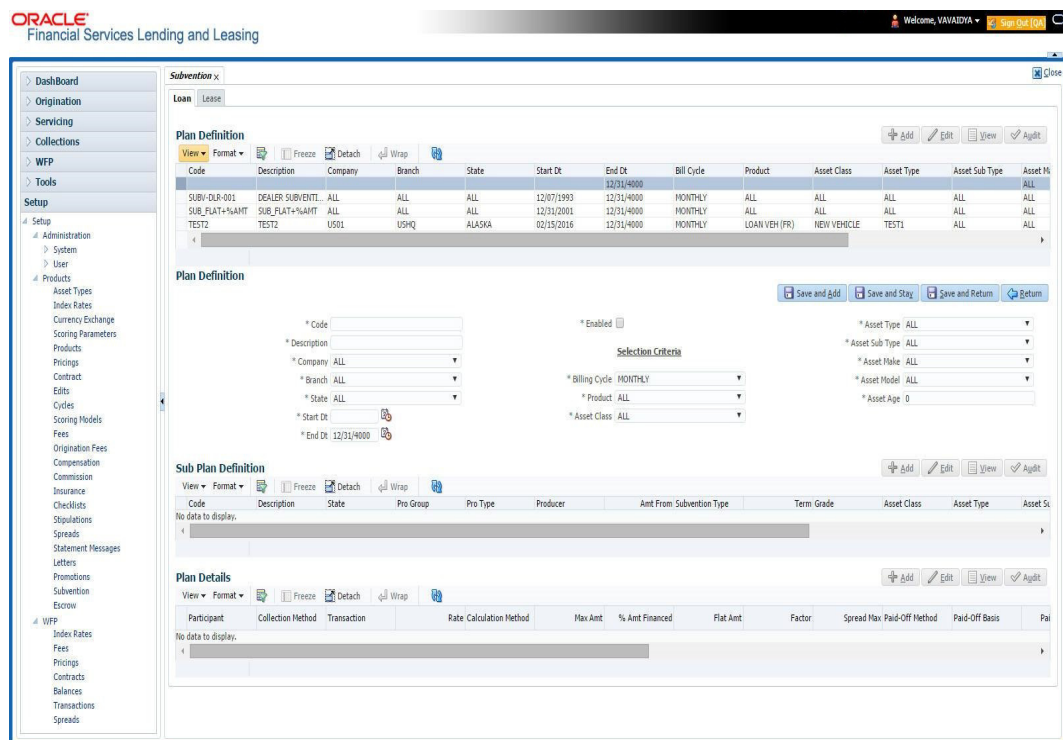 ORACLE
Financial Services Lending and Leasing
Welcome, VAVAIDYA
Sign Out [QA]
Close
DashBoard
Origination
Servicing
Collections
WFP
Tools
Setup
Setup
Administration
System
User
Products
Asset Types
Index Rates
Currency Exchange
Scoring Parameters
Products
Pricings
Contract
Edits
Cycles
Scoring Models
Fees
Origination Fees
Compensation
Commission
Insurance
Checklists
Stipulations
Spreads
Statement Messages
Letters
Promotions
Subvention
Escrow
WFP
Index Rates
Fees
Pricings
Contracts
Balances
Transactions
Spreads
Subvention x
Loan Lease
Plan Definition
Add Edit View Audit
View Format Freeze Detach Wrap
Code Description Company Branch State Start Dt End Dt Bill Cycle Product Asset Class Asset Type Asset Sub Type Asset M
12/31/4000 ALL
SUBV-DLR-001 DEALER SUBVENTI... ALL ALL ALL 12/07/1993 12/31/4000 MONTHLY ALL ALL ALL ALL ALL
SUB_FLAT+%AMT SUB_FLAT+%AMT ALL ALL ALL 12/31/2001 12/31/4000 MONTHLY ALL ALL ALL ALL ALL
TEST2 TEST2 US01 USHQ ALASKA 02/15/2016 12/31/4000 MONTHLY LOAN VEH (FR) NEW VEHICLE TEST1 ALL ALL
Plan Definition
Save and Add Save and Stay Save and Return Return
* Code
* Description
* Company ALL
* Branch ALL
* State ALL
* Start Dt
* End Dt 12/31/4000
* Enabled
Selection Criteria
* Billing Cycle MONTHLY
* Product ALL
* Asset Class ALL
* Asset Type ALL
* Asset Sub Type ALL
* Asset Make ALL
* Asset Model ALL
* Asset Age 0
Sub Plan Definition
Add Edit View Audit
View Format Freeze Detach Wrap
Code Description State Pro Group Pro Type Producer Amt From Subvention Type Term Grade Asset Class Asset Type Asset Su
No data to display.
Plan Details
Add Edit View Audit
View Format Freeze Detach Wrap
Participant Collection Method Transaction Rate Calculation Method Max Amt % Amt Financed Flat Amt Factor Spread Max Paid-Off Method Paid-Off Basis Pai
No data to display.